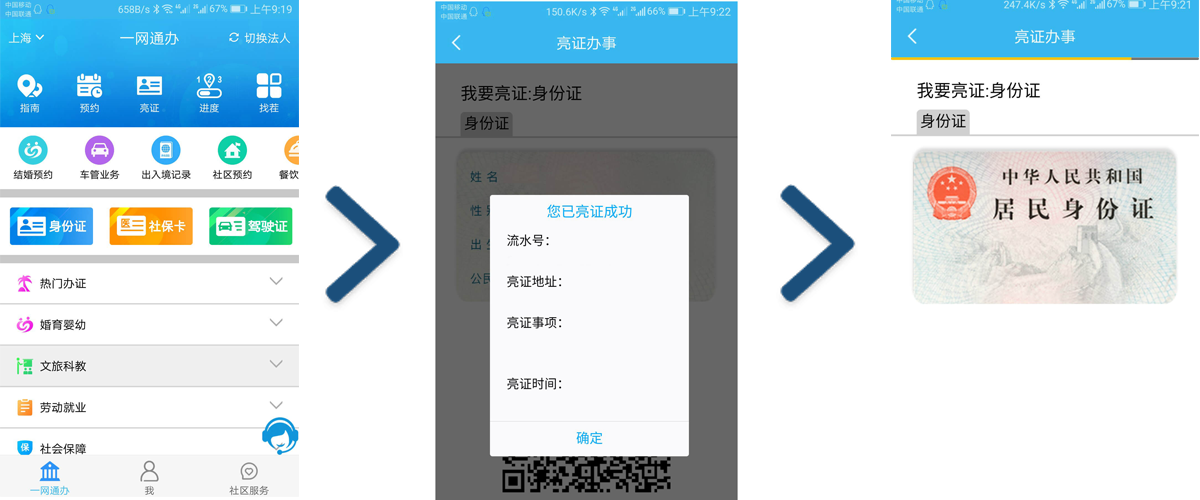 中国移动
中国联通
658B/s 67% 上午9:19
上海 一网通办 切换法人
指南 预约 亮证 进度 找茬
结婚预约 车管业务 出入境记录 社区预约 餐饮
身份证 社保卡 驾驶证
热门办证
婚育婴幼
文旅科教
劳动就业
社会保障
一网通办 我 社区服务
中国移动
中国联通
150.6K/s 66% 上午9:22
亮证办事
我要亮证:身份证
身份证
姓 名
性 别
出 生
公民
您已亮证成功
流水号：
亮证地址：
亮证事项：
亮证时间：
确定
中国移动
中国联通
247.4K/s 67% 上午9:21
亮证办事
我要亮证:身份证
身份证
中华人民共和国
居民身份证